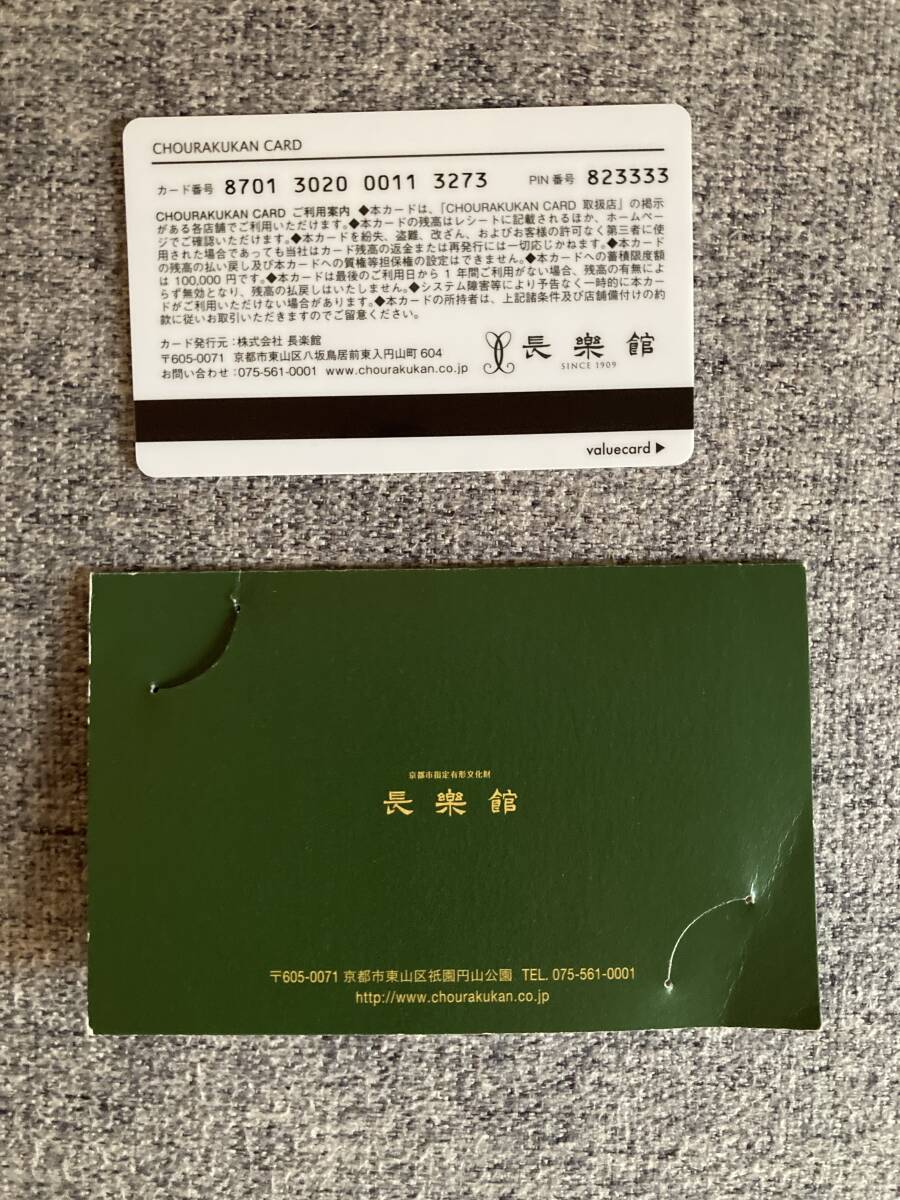 CHOURAKUKAN CARD
カード番号 8701 3020 0011 3273 PIN 番号 823333
CHOURAKUKAN CARD ご利用案内 ◆本カードは、「CHOURAKUKAN CARD 取扱店」の掲示
がある各店舗でご利用いただけます。◆本カードの残高はレシートに記載されるほか、ホームペー
ジでご確認いただけます。◆本カードを紛失、盗難、改ざん、およびお客様の許可なく第三者に使
用された場合であっても当社はカード残高の返金または再発行には一切応じかねます。◆本カード
の残高の払い戻し及び本カードへの質権等担保権の設定はできません。◆本カードへの蓄積限度額
は 100,000 円です。◆本カードは最後のご利用日から 1 年間ご利用がない場合、残高の有無によ
らず無効となり、残高の払戻しはいたしません。◆システム障害等により予告なく一時的に本カー
ドがご利用いただけない場合があります。◆本カードの所持者は、上記諸条件及び店舗備付けの約
款に従いお取引いただきますのでご留意ください。
カード発行元：株式会社 長楽館
〒605-0071 京都市東山区八坂鳥居前東入円山町 604
お問い合わせ：075-561-0001 www.chourakukan.co.jp
長樂館
SINCE 1909
valuecard ▶
京都市指定有形文化財
長樂館
〒605-0071 京都市東山区祇園円山公園 TEL. 075-561-0001
http://www.chourakukan.co.jp